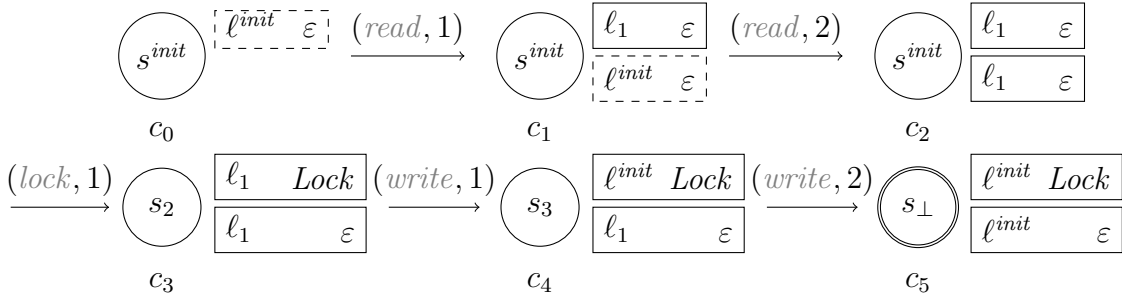 s^{init} ℓ^{init} ε (read, 1) s^{init} ℓ_1 ε ℓ^{init} ε (read, 2) s^{init} ℓ_1 ε ℓ_1 ε
c_0 c_1 c_2
(lock, 1) s_2 ℓ_1 Lock ℓ_1 ε (write, 1) s_3 ℓ^{init} Lock ℓ_1 ε (write, 2) s_⊥ ℓ^{init} Lock ℓ^{init} ε
c_3 c_4 c_5